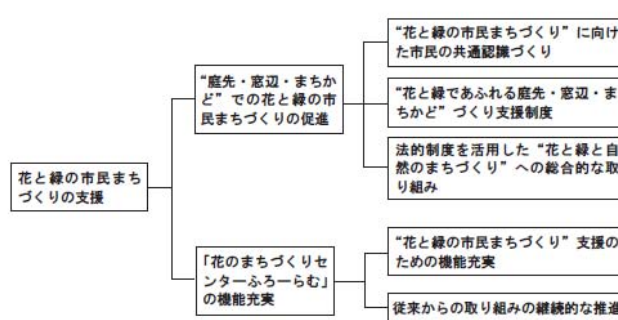 花と緑の市民まち
づくりの支援
“庭先・窓辺・まちか
ど”での花と緑の市
民まちづくりの促進
“花と緑の市民まちづくり”に向け
た市民の共通認識づくり
“花と緑であふれる庭先・窓辺・ま
ちかど”づくり支援制度
法的制度を活用した“花と緑と自
然のまちづくり”への総合的な取
り組み
「花のまちづくりセ
ンターふろーらむ」
の機能充実
“花と緑の市民まちづくり”支援の
ための機能充実
従来からの取り組みの継続的な推進